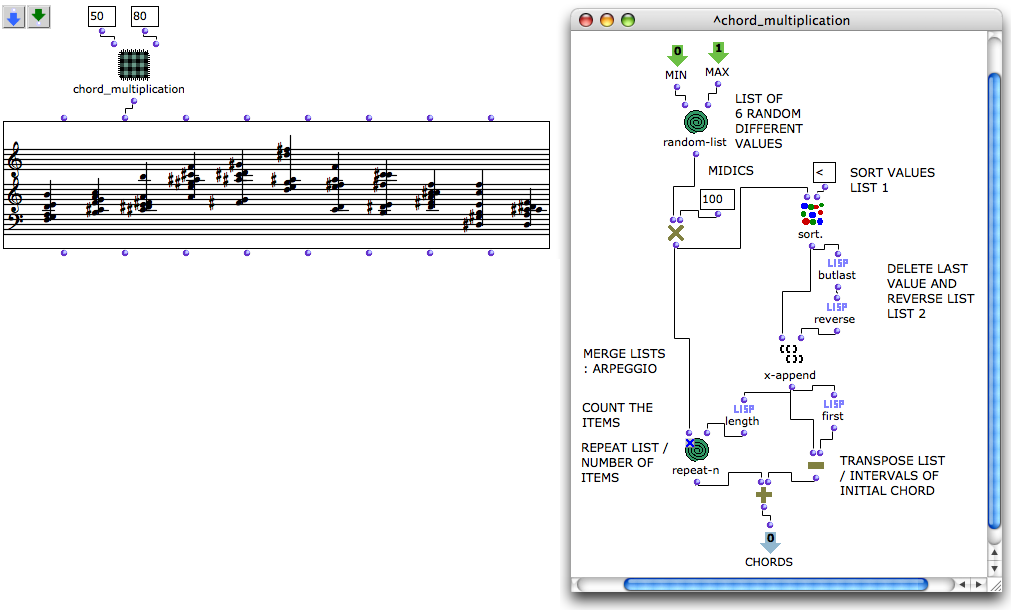 50
80
chord_multiplication
^chord_multiplication
0
1
MIN
MAX
LIST OF
6 RANDOM
DIFFERENT
VALUES
random-list
MIDICS
100
<
SORT VALUES
LIST 1
sort.
LISP
butlast
LISP
reverse
DELETE LAST
VALUE AND
REVERSE LIST
LIST 2
MERGE LISTS
: ARPEGGIO
x-append
COUNT THE
ITEMS
LISP
length
LISP
first
REPEAT LIST /
NUMBER OF
ITEMS
repeat-n
TRANSPOSE LIST
/ INTERVALS OF
INITIAL CHORD
0
CHORDS